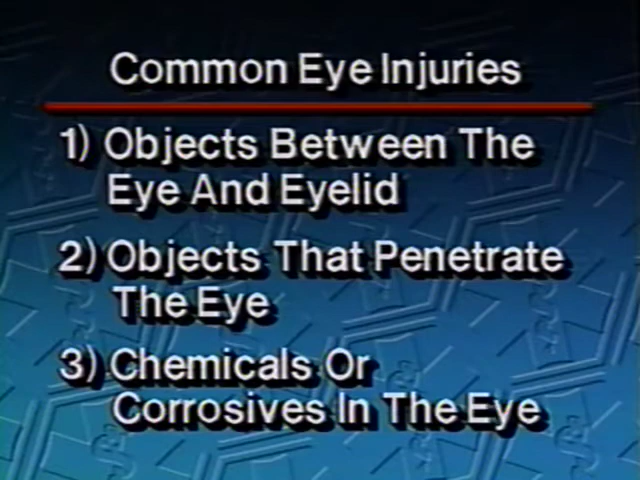 Common Eye Injuries
1) Objects Between The
Eye And Eyelid
2) Objects That Penetrate
The Eye
3) Chemicals Or
Corrosives In The Eye